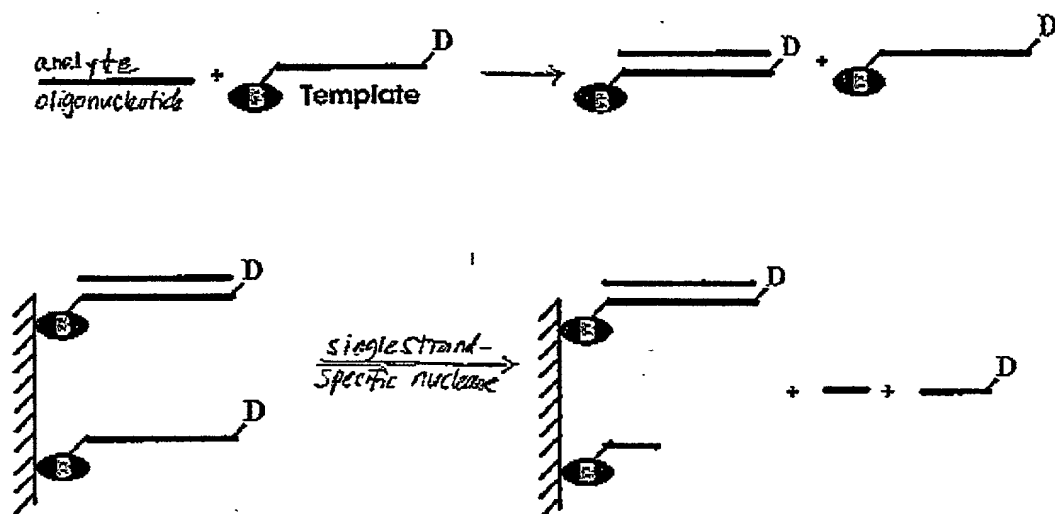 analyte
oligonucleotide
+
Template
D
D
+
D
D
D
single strand-
specific nuclease
D
+ +
D